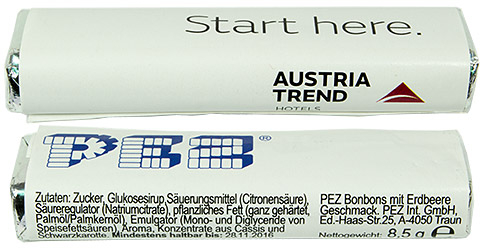 Start here.
AUSTRIA
TREND
HOTELS
PEZ®
Zutaten: Zucker, Glukosesirup,Säuerungsmittel (Citronensäure),
Säureregulator (Natriumcitrate), pflanzliches Fett (ganz gehärtet,
Palmöl/Palmkernöl), Emulgator (Mono- und Diglyceride von
Speisefettsäuren), Aroma, Konzentrate aus Cassis und
Schwarzkarotte. Mindestens haltbar bis: 28.11.2016
PEZ Bonbons mit Erdbeere
Geschmack. PEZ Int. GmbH,
Ed.-Haas-Str.25, A-4050 Traun
Nettogewicht: 8,5 g ℮